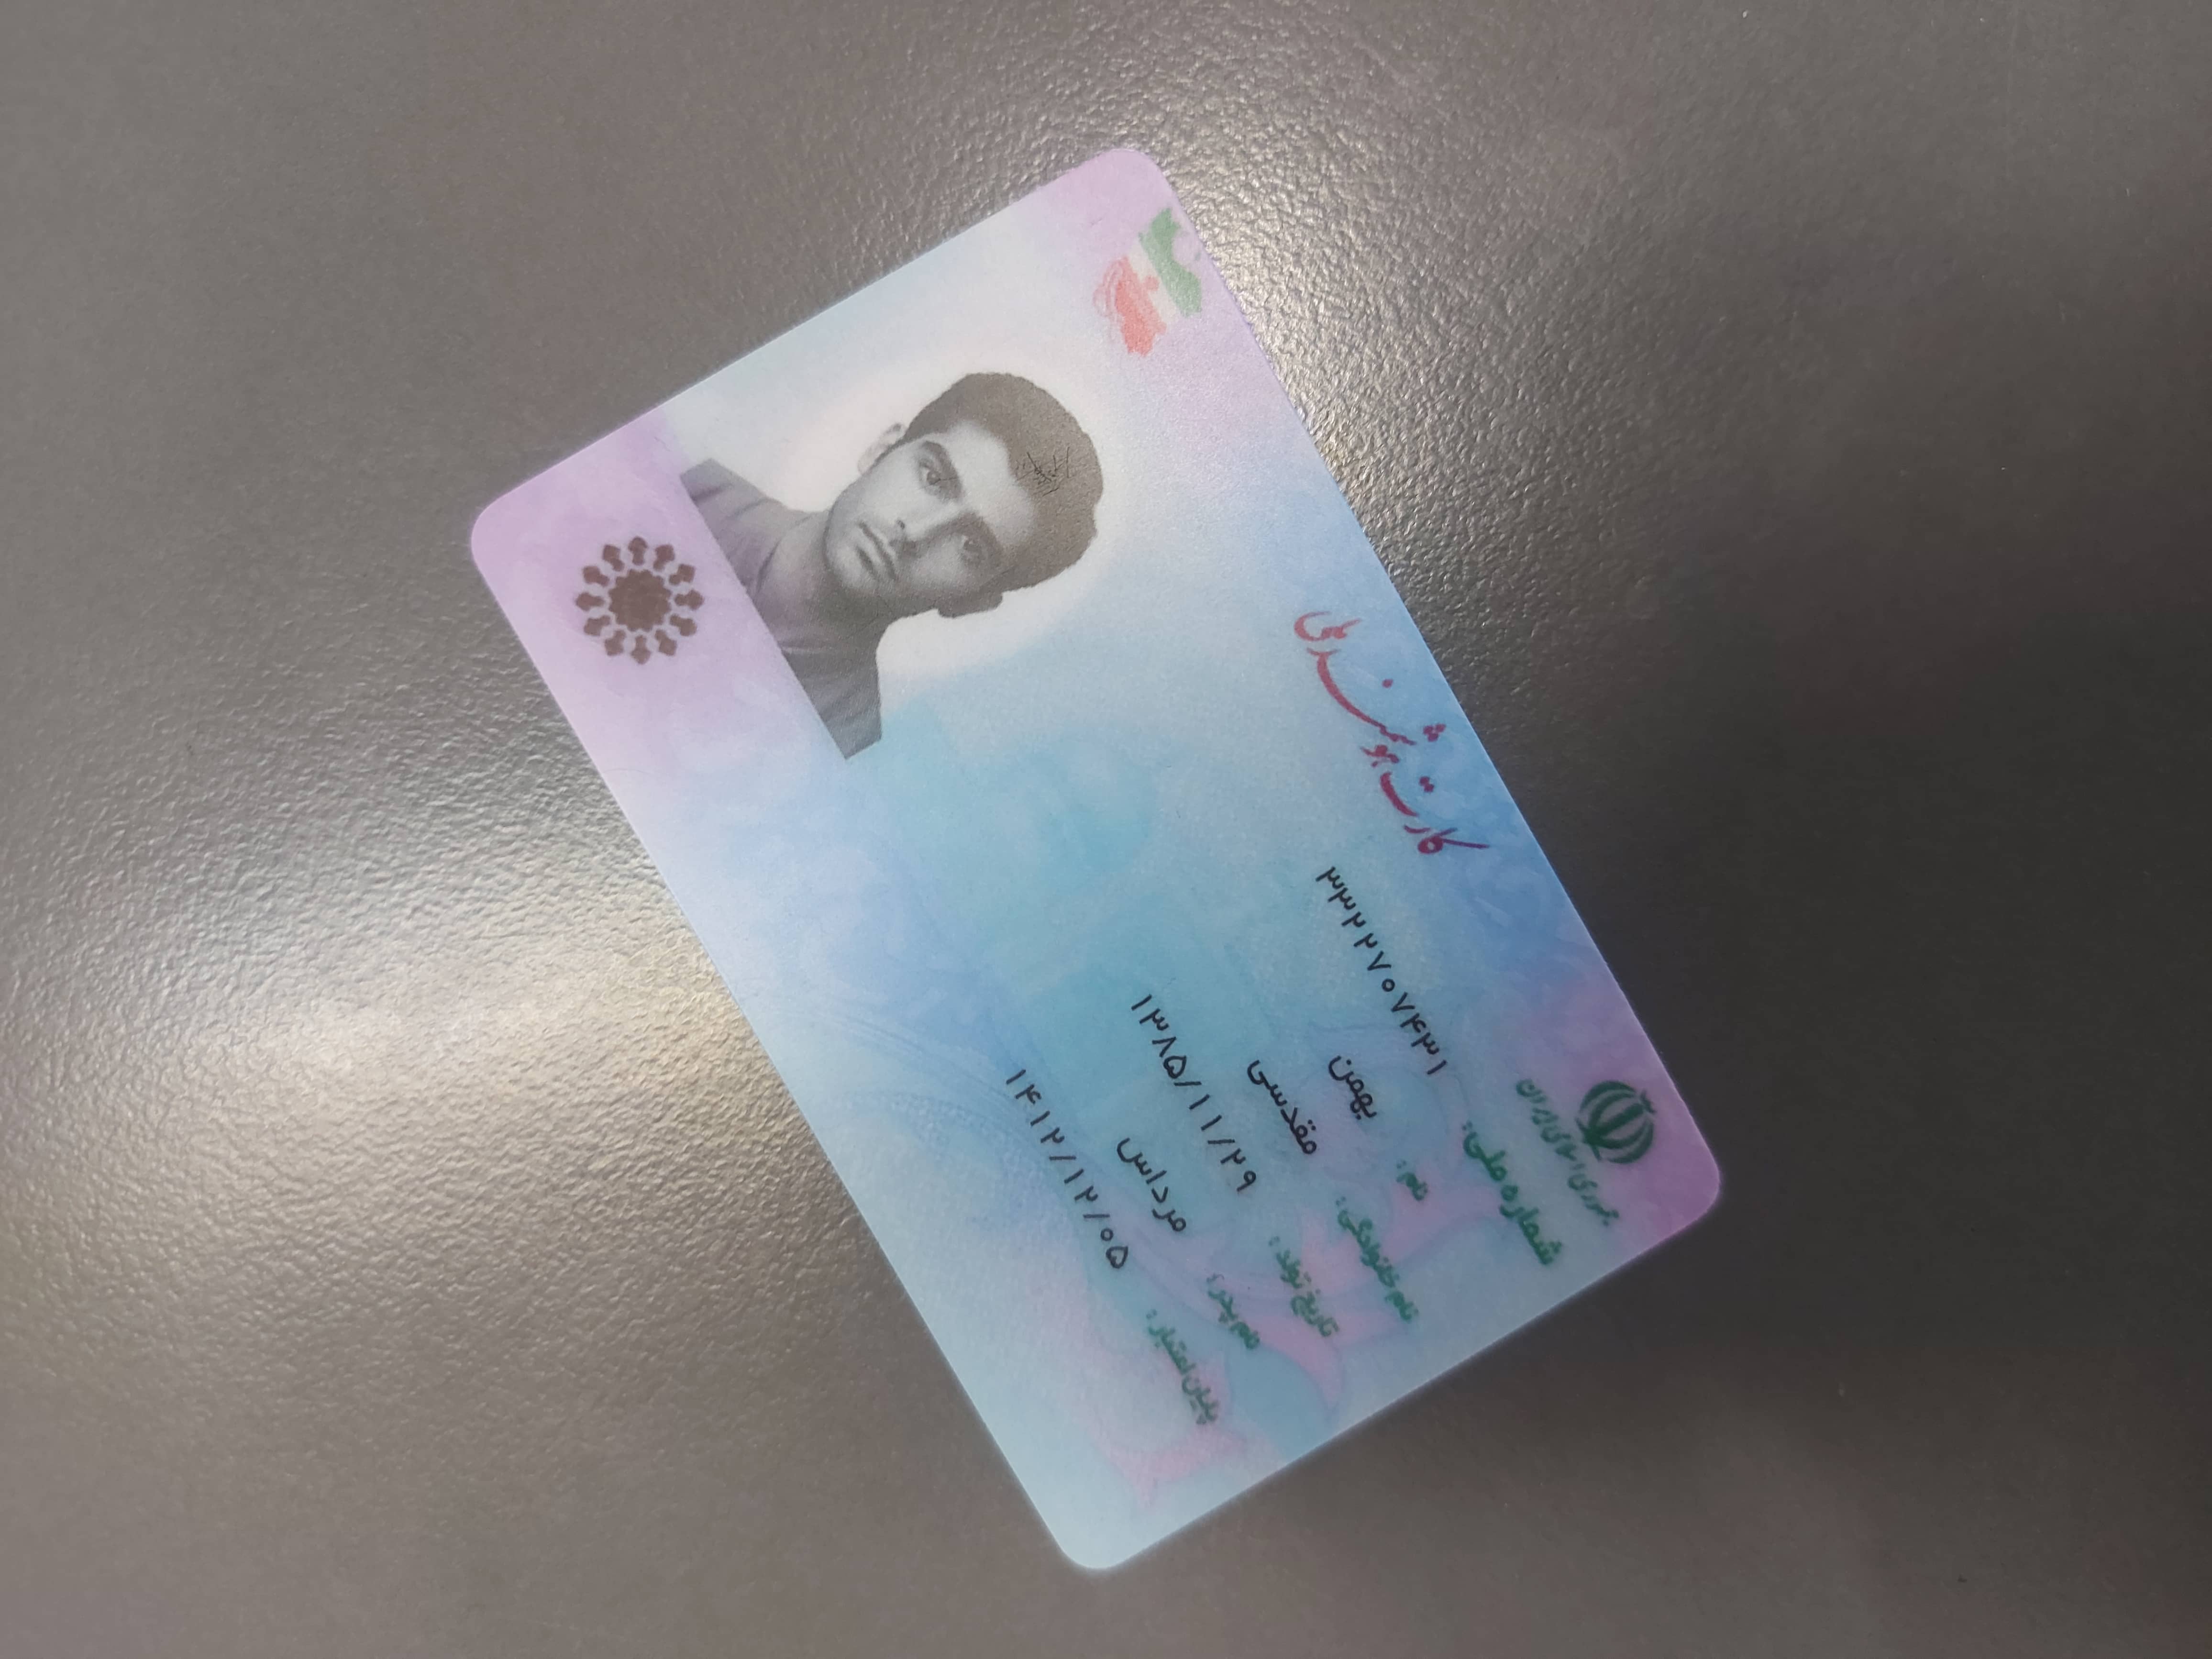 جمهوری اسلامی ایران
کارت هوشمند ملی
شماره ملی: ۳۳۲۲۷۰۷۴۳۱
نام: بهمن
نام خانوادگی: مقدسی
تاریخ تولد: ۱۳۸۵/۱۱/۲۹
نام پدر: مرداس
پایان اعتبار: ۱۴۱۲/۱۲/۰۵